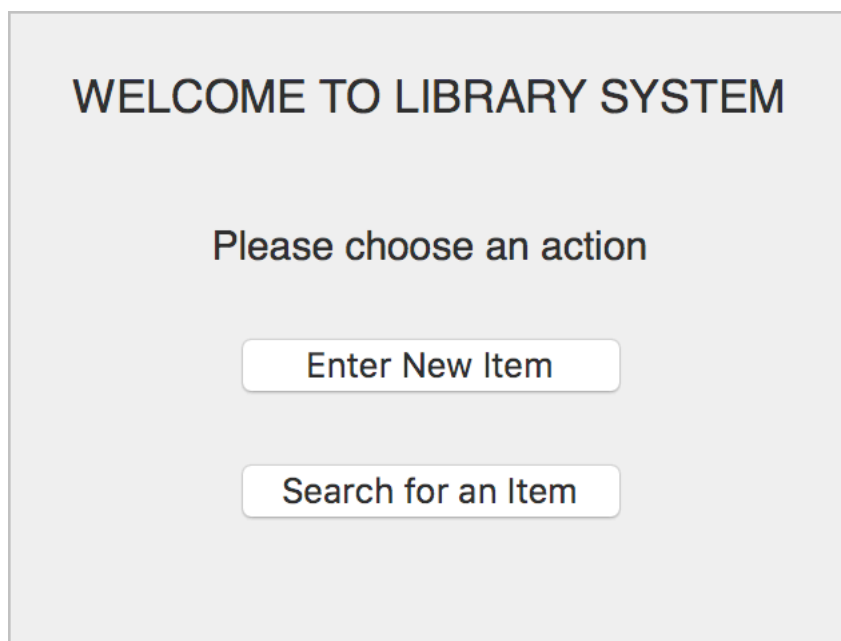 WELCOME TO LIBRARY SYSTEM
Please choose an action
Enter New Item
Search for an Item